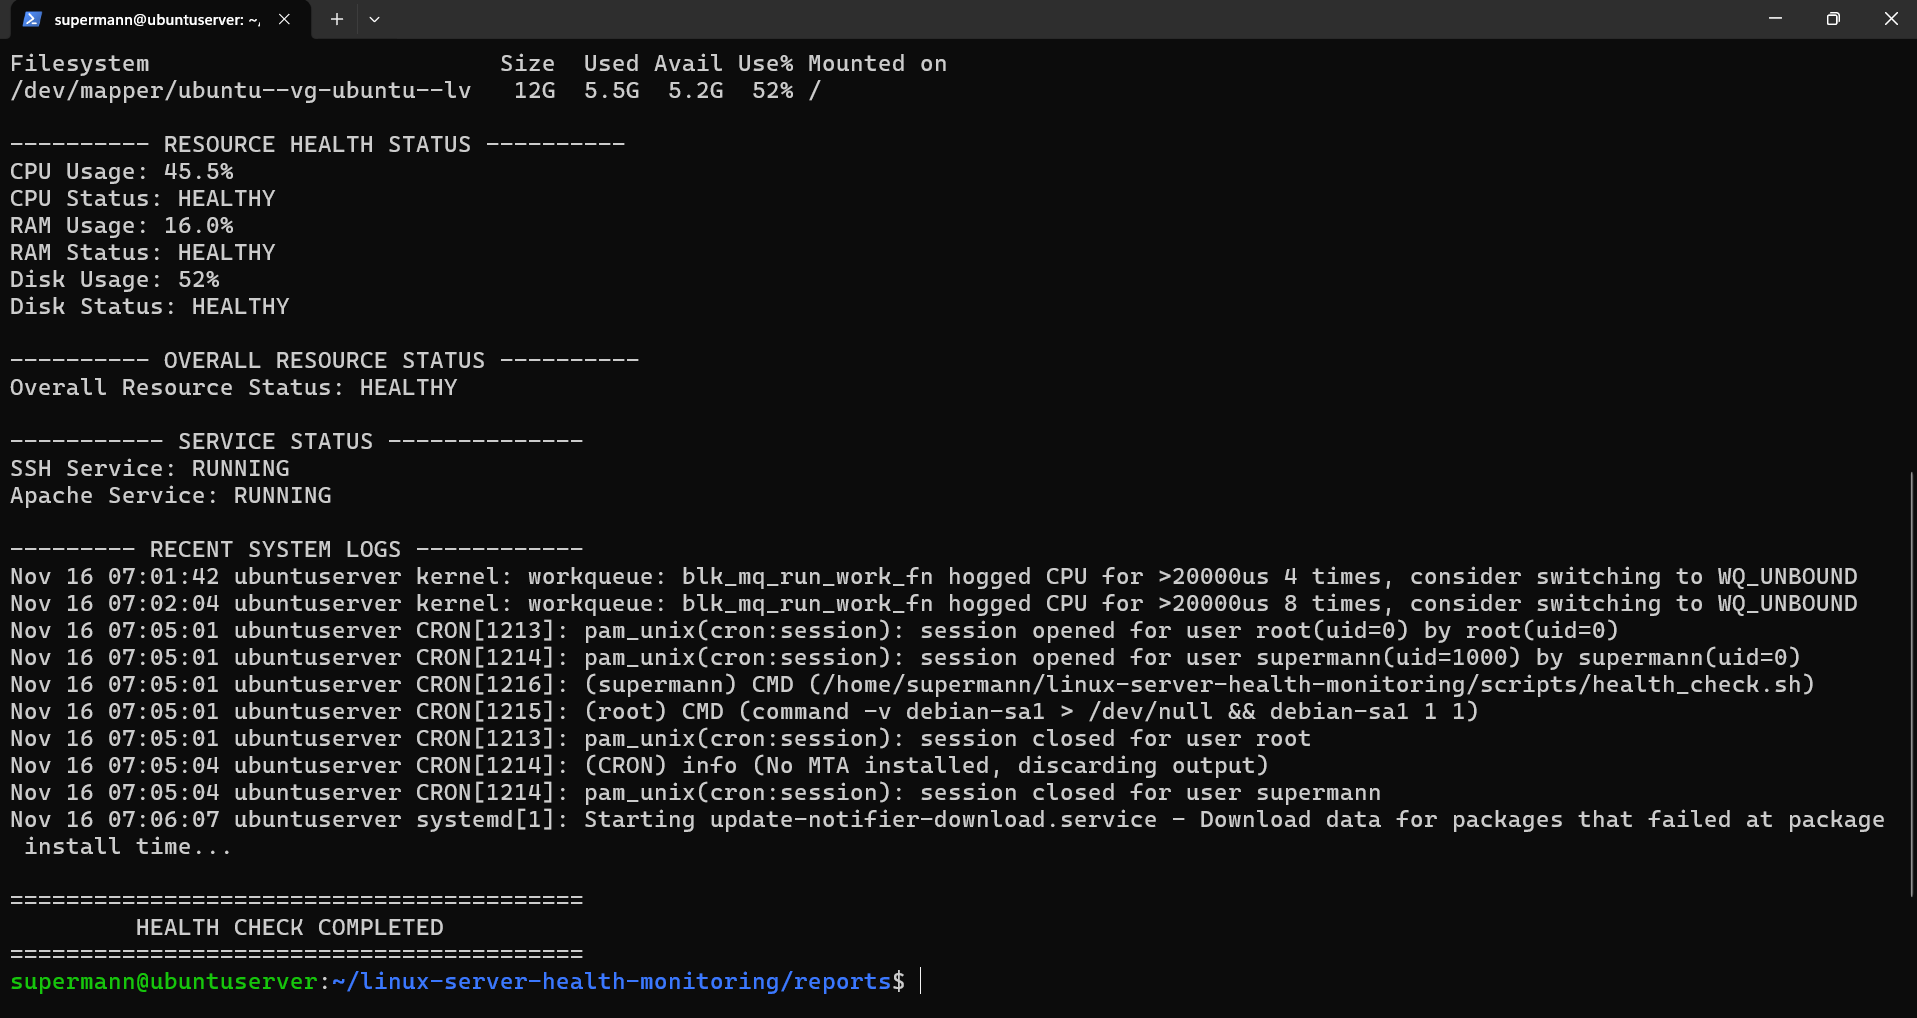 supermann@ubuntuserver: ~,
Filesystem                         Size  Used Avail Use% Mounted on
/dev/mapper/ubuntu--vg-ubuntu--lv   12G  5.5G  5.2G  52% /
---------- RESOURCE HEALTH STATUS ----------
CPU Usage: 45.5%
CPU Status: HEALTHY
RAM Usage: 16.0%
RAM Status: HEALTHY
Disk Usage: 52%
Disk Status: HEALTHY
---------- OVERALL RESOURCE STATUS ----------
Overall Resource Status: HEALTHY
----------- SERVICE STATUS --------------
SSH Service: RUNNING
Apache Service: RUNNING
--------- RECENT SYSTEM LOGS ------------
Nov 16 07:01:42 ubuntuserver kernel: workqueue: blk_mq_run_work_fn hogged CPU for >20000us 4 times, consider switching to WQ_UNBOUND
Nov 16 07:02:04 ubuntuserver kernel: workqueue: blk_mq_run_work_fn hogged CPU for >20000us 8 times, consider switching to WQ_UNBOUND
Nov 16 07:05:01 ubuntuserver CRON[1213]: pam_unix(cron:session): session opened for user root(uid=0) by root(uid=0)
Nov 16 07:05:01 ubuntuserver CRON[1214]: pam_unix(cron:session): session opened for user supermann(uid=1000) by supermann(uid=0)
Nov 16 07:05:01 ubuntuserver CRON[1216]: (supermann) CMD (/home/supermann/linux-server-health-monitoring/scripts/health_check.sh)
Nov 16 07:05:01 ubuntuserver CRON[1215]: (root) CMD (command -v debian-sa1 > /dev/null && debian-sa1 1 1)
Nov 16 07:05:01 ubuntuserver CRON[1213]: pam_unix(cron:session): session closed for user root
Nov 16 07:05:04 ubuntuserver CRON[1214]: (CRON) info (No MTA installed, discarding output)
Nov 16 07:05:04 ubuntuserver CRON[1214]: pam_unix(cron:session): session closed for user supermann
Nov 16 07:06:07 ubuntuserver systemd[1]: Starting update-notifier-download.service - Download data for packages that failed at package
 install time...
=========================================
         HEALTH CHECK COMPLETED
=========================================
supermann@ubuntuserver:~/linux-server-health-monitoring/reports$